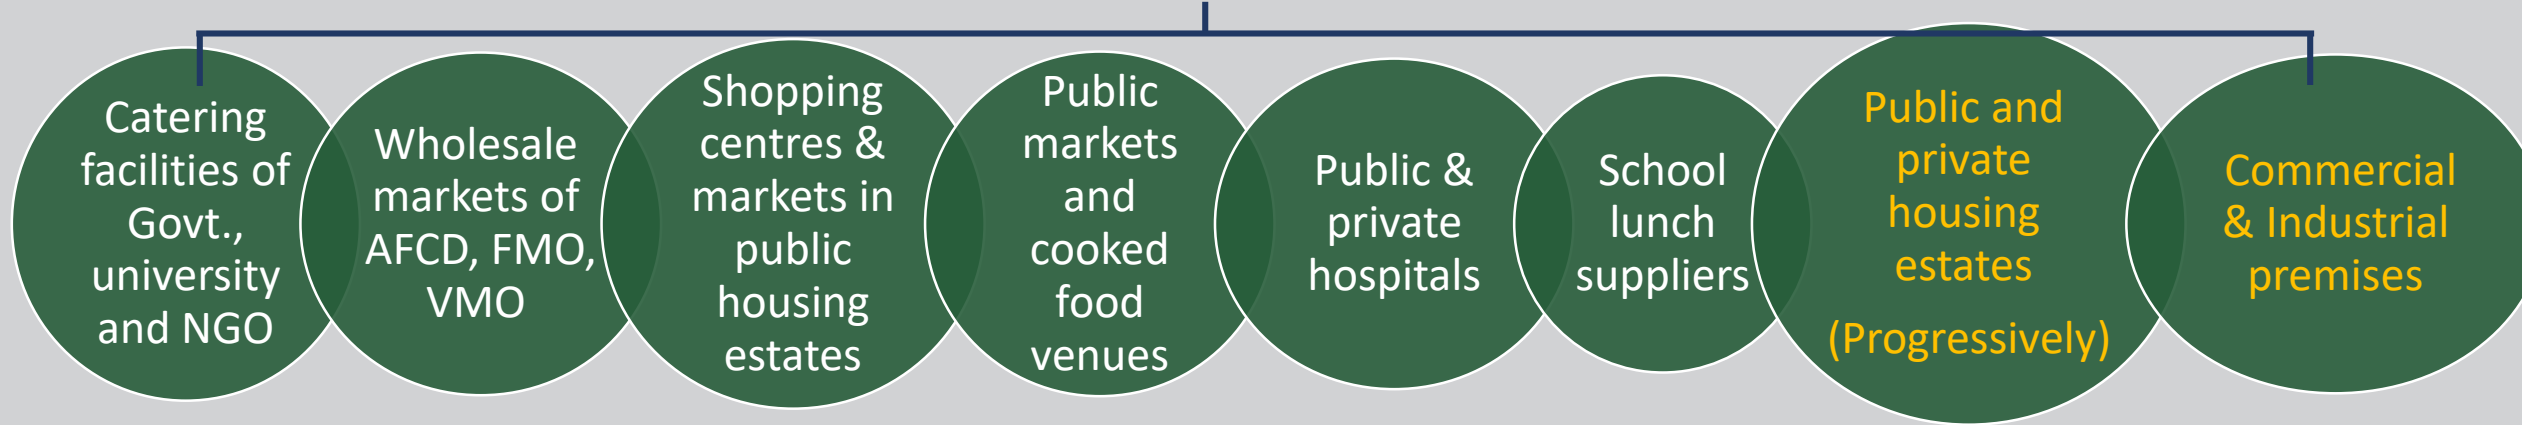 Catering
facilities of
Govt.,
university
and NGO
Wholesale
markets of
AFCD, FMO,
VMO
Shopping
centres &
markets in
public
housing
estates
Public
markets
and
cooked
food
venues
Public &
private
hospitals
School
lunch
suppliers
Public and
private
housing
estates
(Progressively)
Commercial
& Industrial
premises